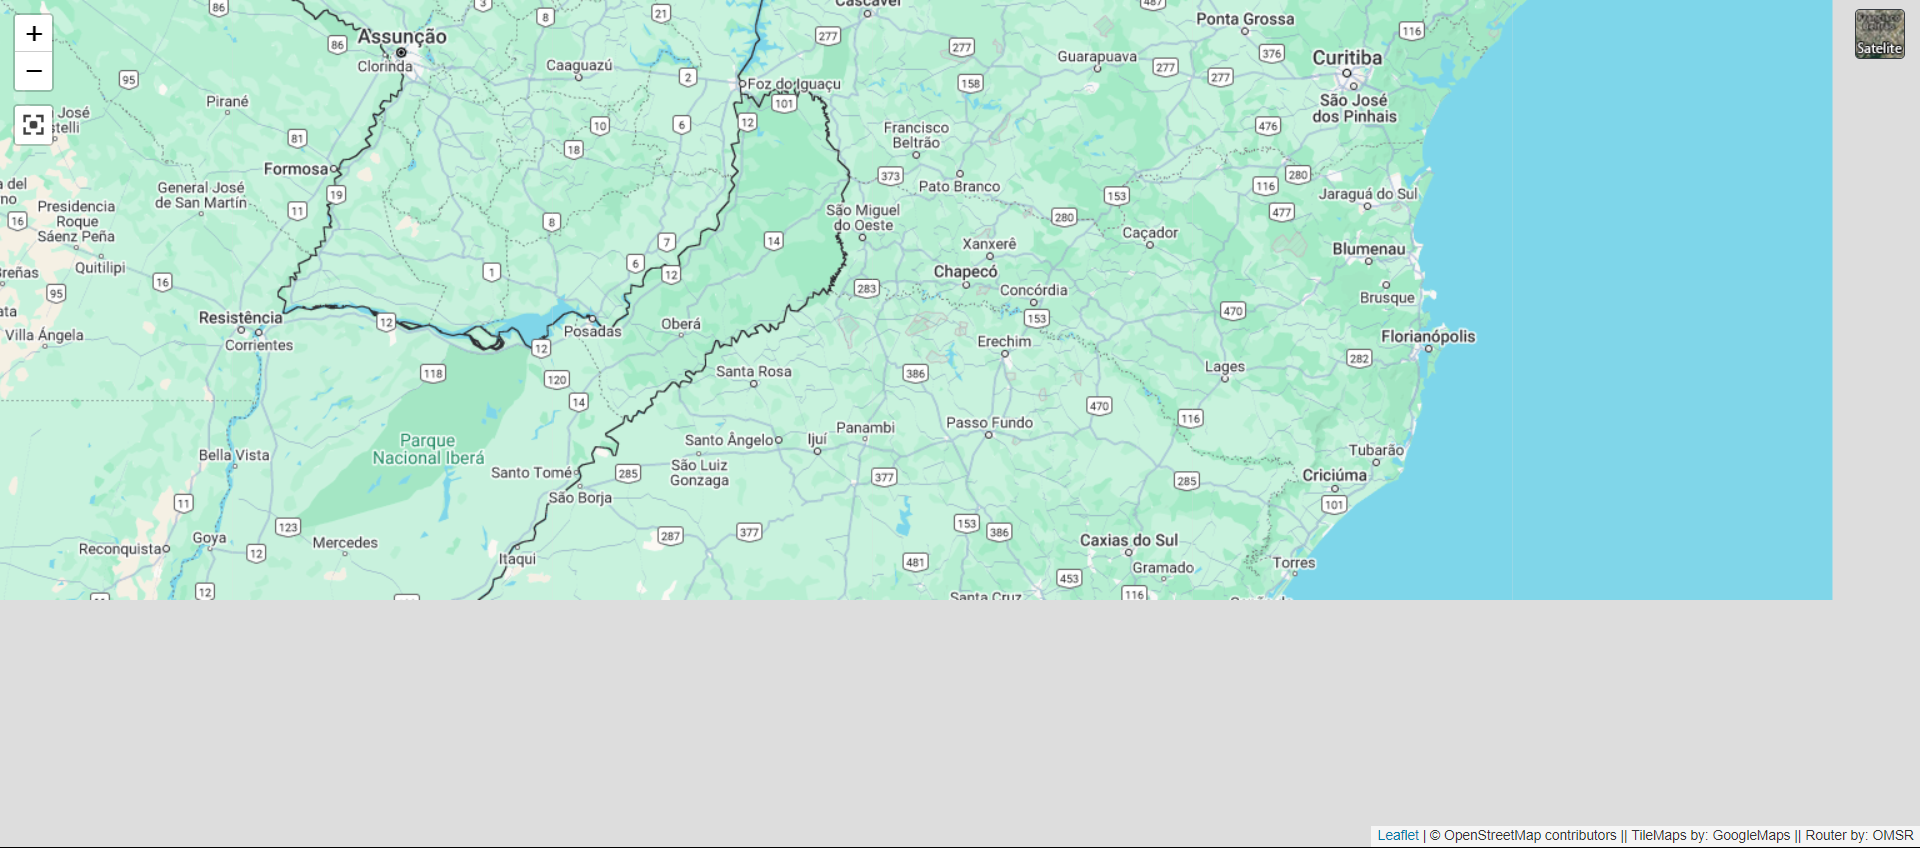 +
−
Satelite
86
3
8
21
Cascavel
487
Ponta Grossa
116
Assunção
86
Clorinda
277
277
376
Guarapuava
Curitiba
95
Caaguazú
2
Foz do Iguaçu
158
277
277
São José
dos Pinhais
Pirané
101
José
10
6
12
Francisco
Beltrão
476
81
18
Formosa
373
Pato Branco
280
116
General José
de San Martín
19
153
Jaraguá do Sul
Presidencia
Roque
Sáenz Peña
16
11
8
São Miguel
do Oeste
280
477
7
14
Caçador
Xanxerê
Blumenau
Quitilipi
6
12
1
Chapecó
16
95
283
Concórdia
Brusque
Resistência
12
Posadas
Oberá
153
470
Villa Ángela
Corrientes
12
Erechim
Florianópolis
282
118
120
Santa Rosa
386
Lages
14
470
116
Parque
Nacional Iberá
Santo Ângelo
Ijuí
Panambi
Passo Fundo
Bella Vista
Tubarão
Santo Tomé
285
São Luiz
Gonzaga
377
285
Criciúma
São Borja
11
101
123
287
377
153
386
Goya
Mercedes
Reconquista
12
Itaqui
481
Caxias do Sul
Torres
Gramado
453
12
116
Santa Cruz
Leaflet | © OpenStreetMap contributors || TileMaps by: GoogleMaps || Router by: OMSR